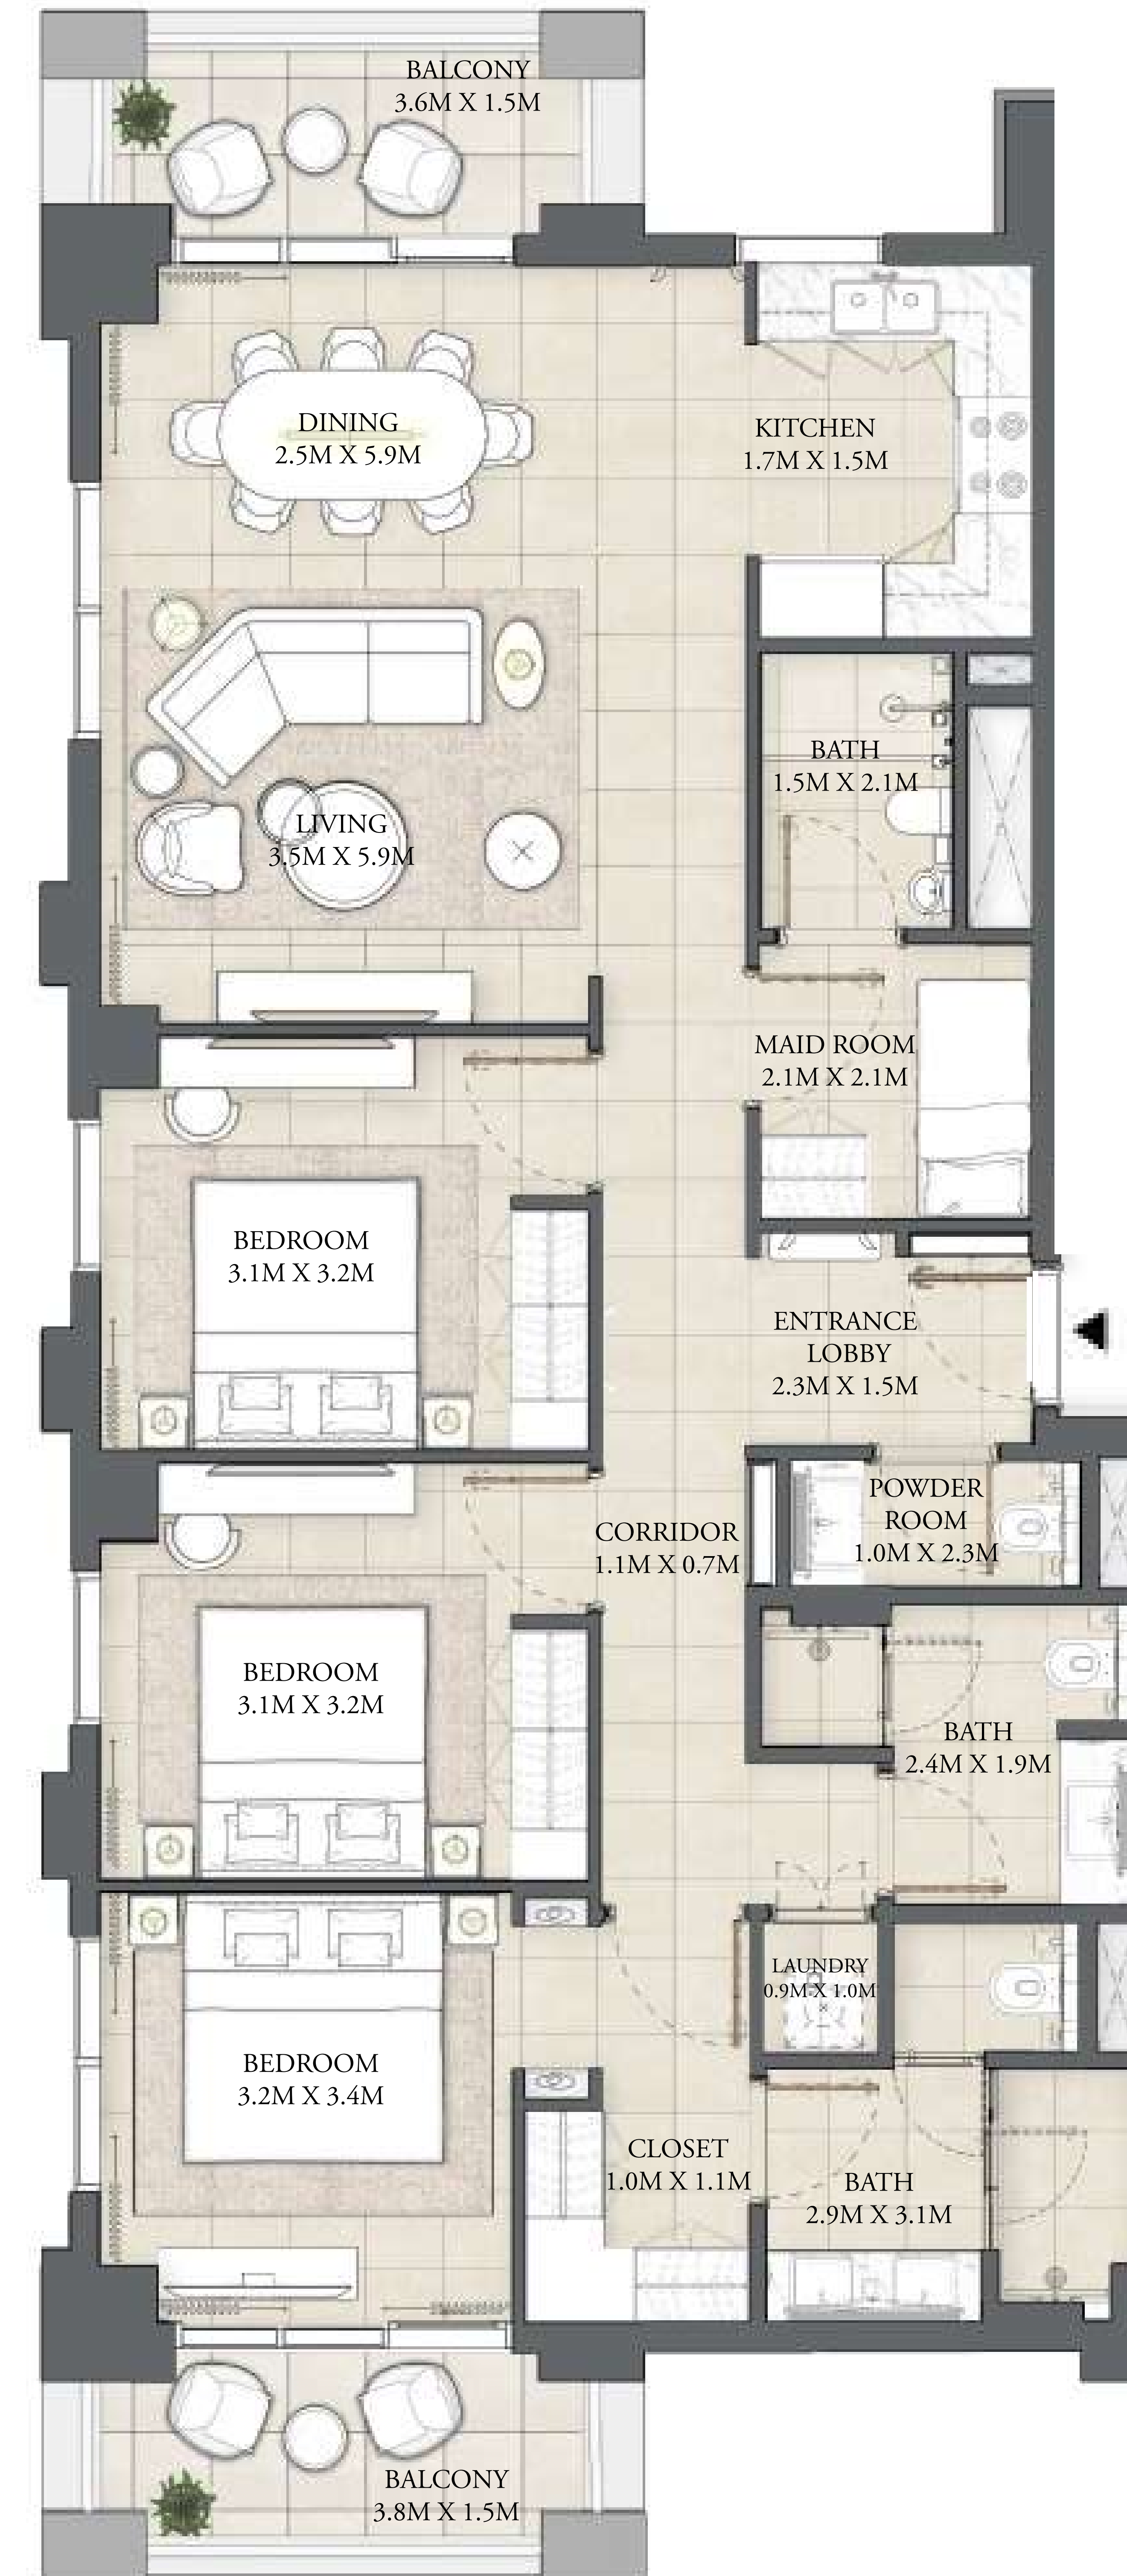 BALCONY
3.6M X 1.5M
DINING
2.5M X 5.9M
KITCHEN
1.7M X 1.5M
BATH
1.5M X 2.1M
LIVING
3.5M X 5.9M
MAID ROOM
2.1M X 2.1M
BEDROOM
3.1M X 3.2M
ENTRANCE
LOBBY
2.3M X 1.5M
POWDER
ROOM
1.0M X 2.3M
CORRIDOR
1.1M X 0.7M
BEDROOM
3.1M X 3.2M
BATH
2.4M X 1.9M
LAUNDRY
0.9M X 1.0M
BEDROOM
3.2M X 3.4M
CLOSET
1.0M X 1.1M
BATH
2.9M X 3.1M
BALCONY
3.8M X 1.5M